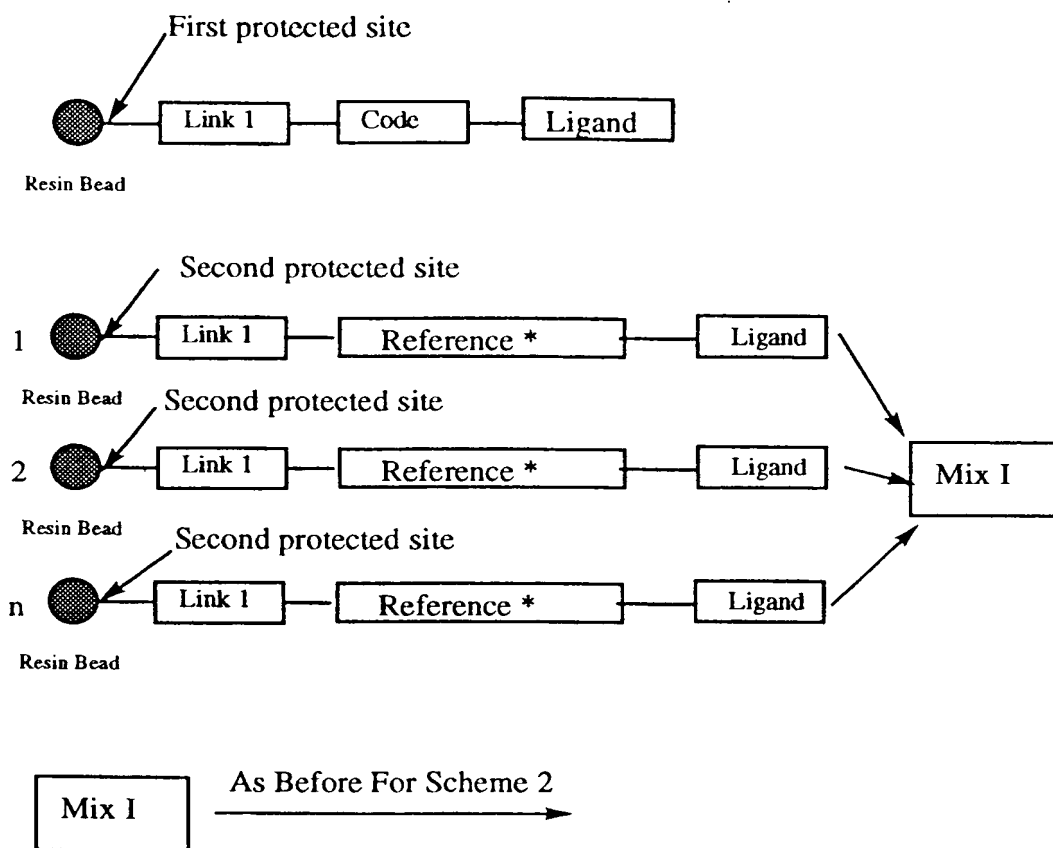 First protected site
Link 1 Code Ligand
Resin Bead
Second protected site
1 Link 1 Reference * Ligand
Resin Bead
Second protected site
2 Link 1 Reference * Ligand
Mix I
Resin Bead
Second protected site
n Link 1 Reference * Ligand
Resin Bead
As Before For Scheme 2
Mix I